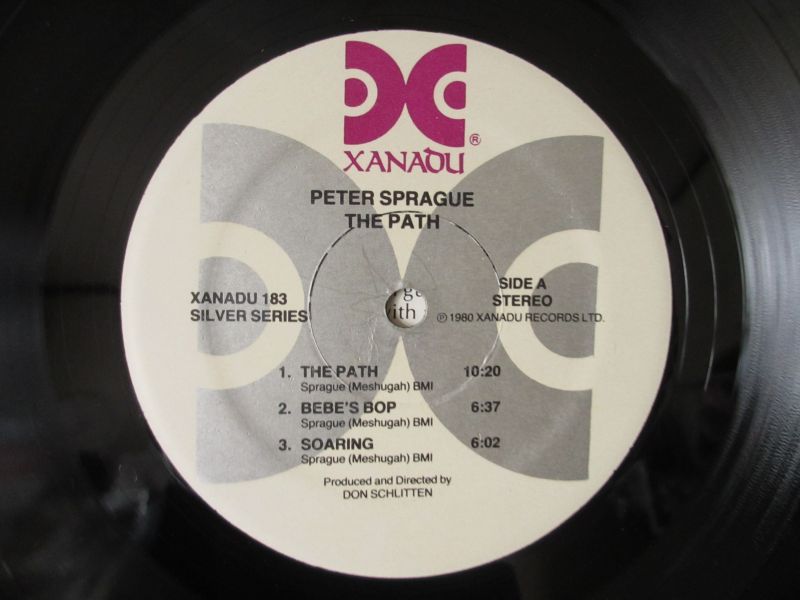 XANADU®
PETER SPRAGUE
THE PATH
XANADU 183
SILVER SERIES
SIDE A
STEREO
℗ 1980 XANADU RECORDS LTD.
with
1. THE PATH 10:20
Sprague (Meshugah) BMI
2. BEBE'S BOP 6:37
Sprague (Meshugah) BMI
3. SOARING 6:02
Sprague (Meshugah) BMI
Produced and Directed by
DON SCHLITTEN